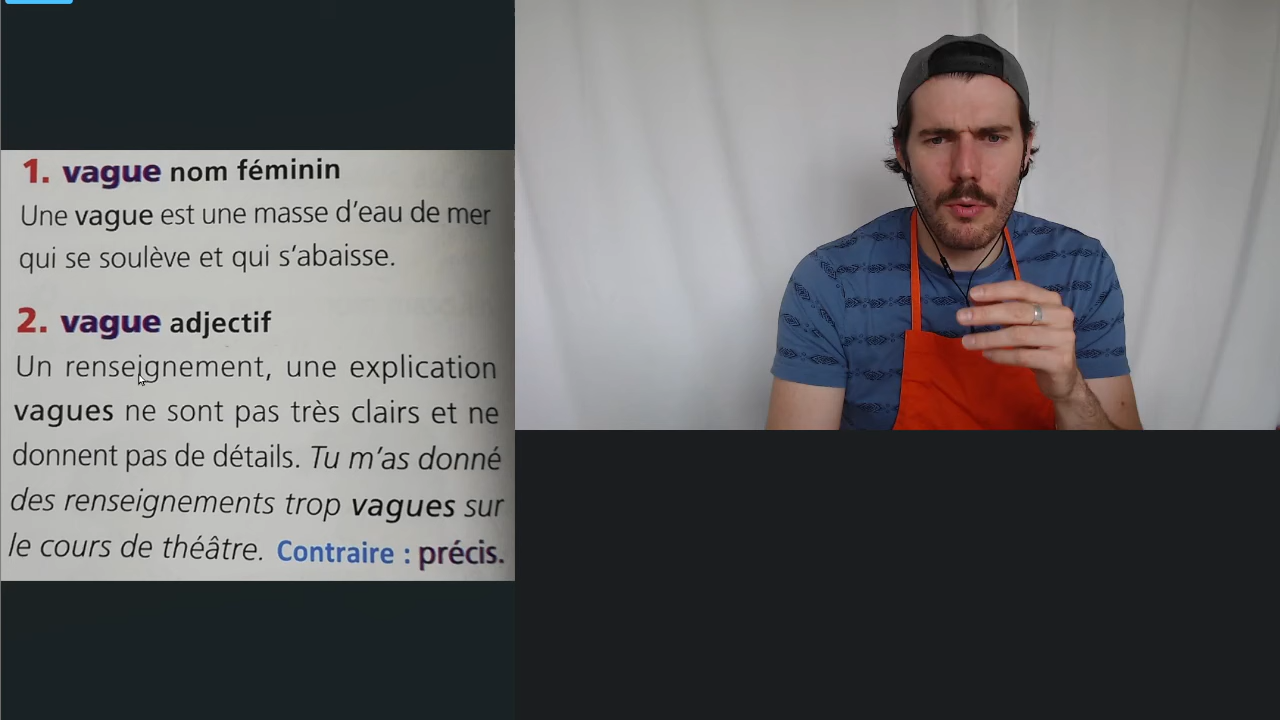 1. vague nom féminin
Une vague est une masse d'eau de mer
qui se soulève et qui s'abaisse.
2. vague adjectif
Un renseignement, une explication
vagues ne sont pas très clairs et ne
donnent pas de détails. Tu m'as donné
des renseignements trop vagues sur
le cours de théâtre. Contraire : précis.